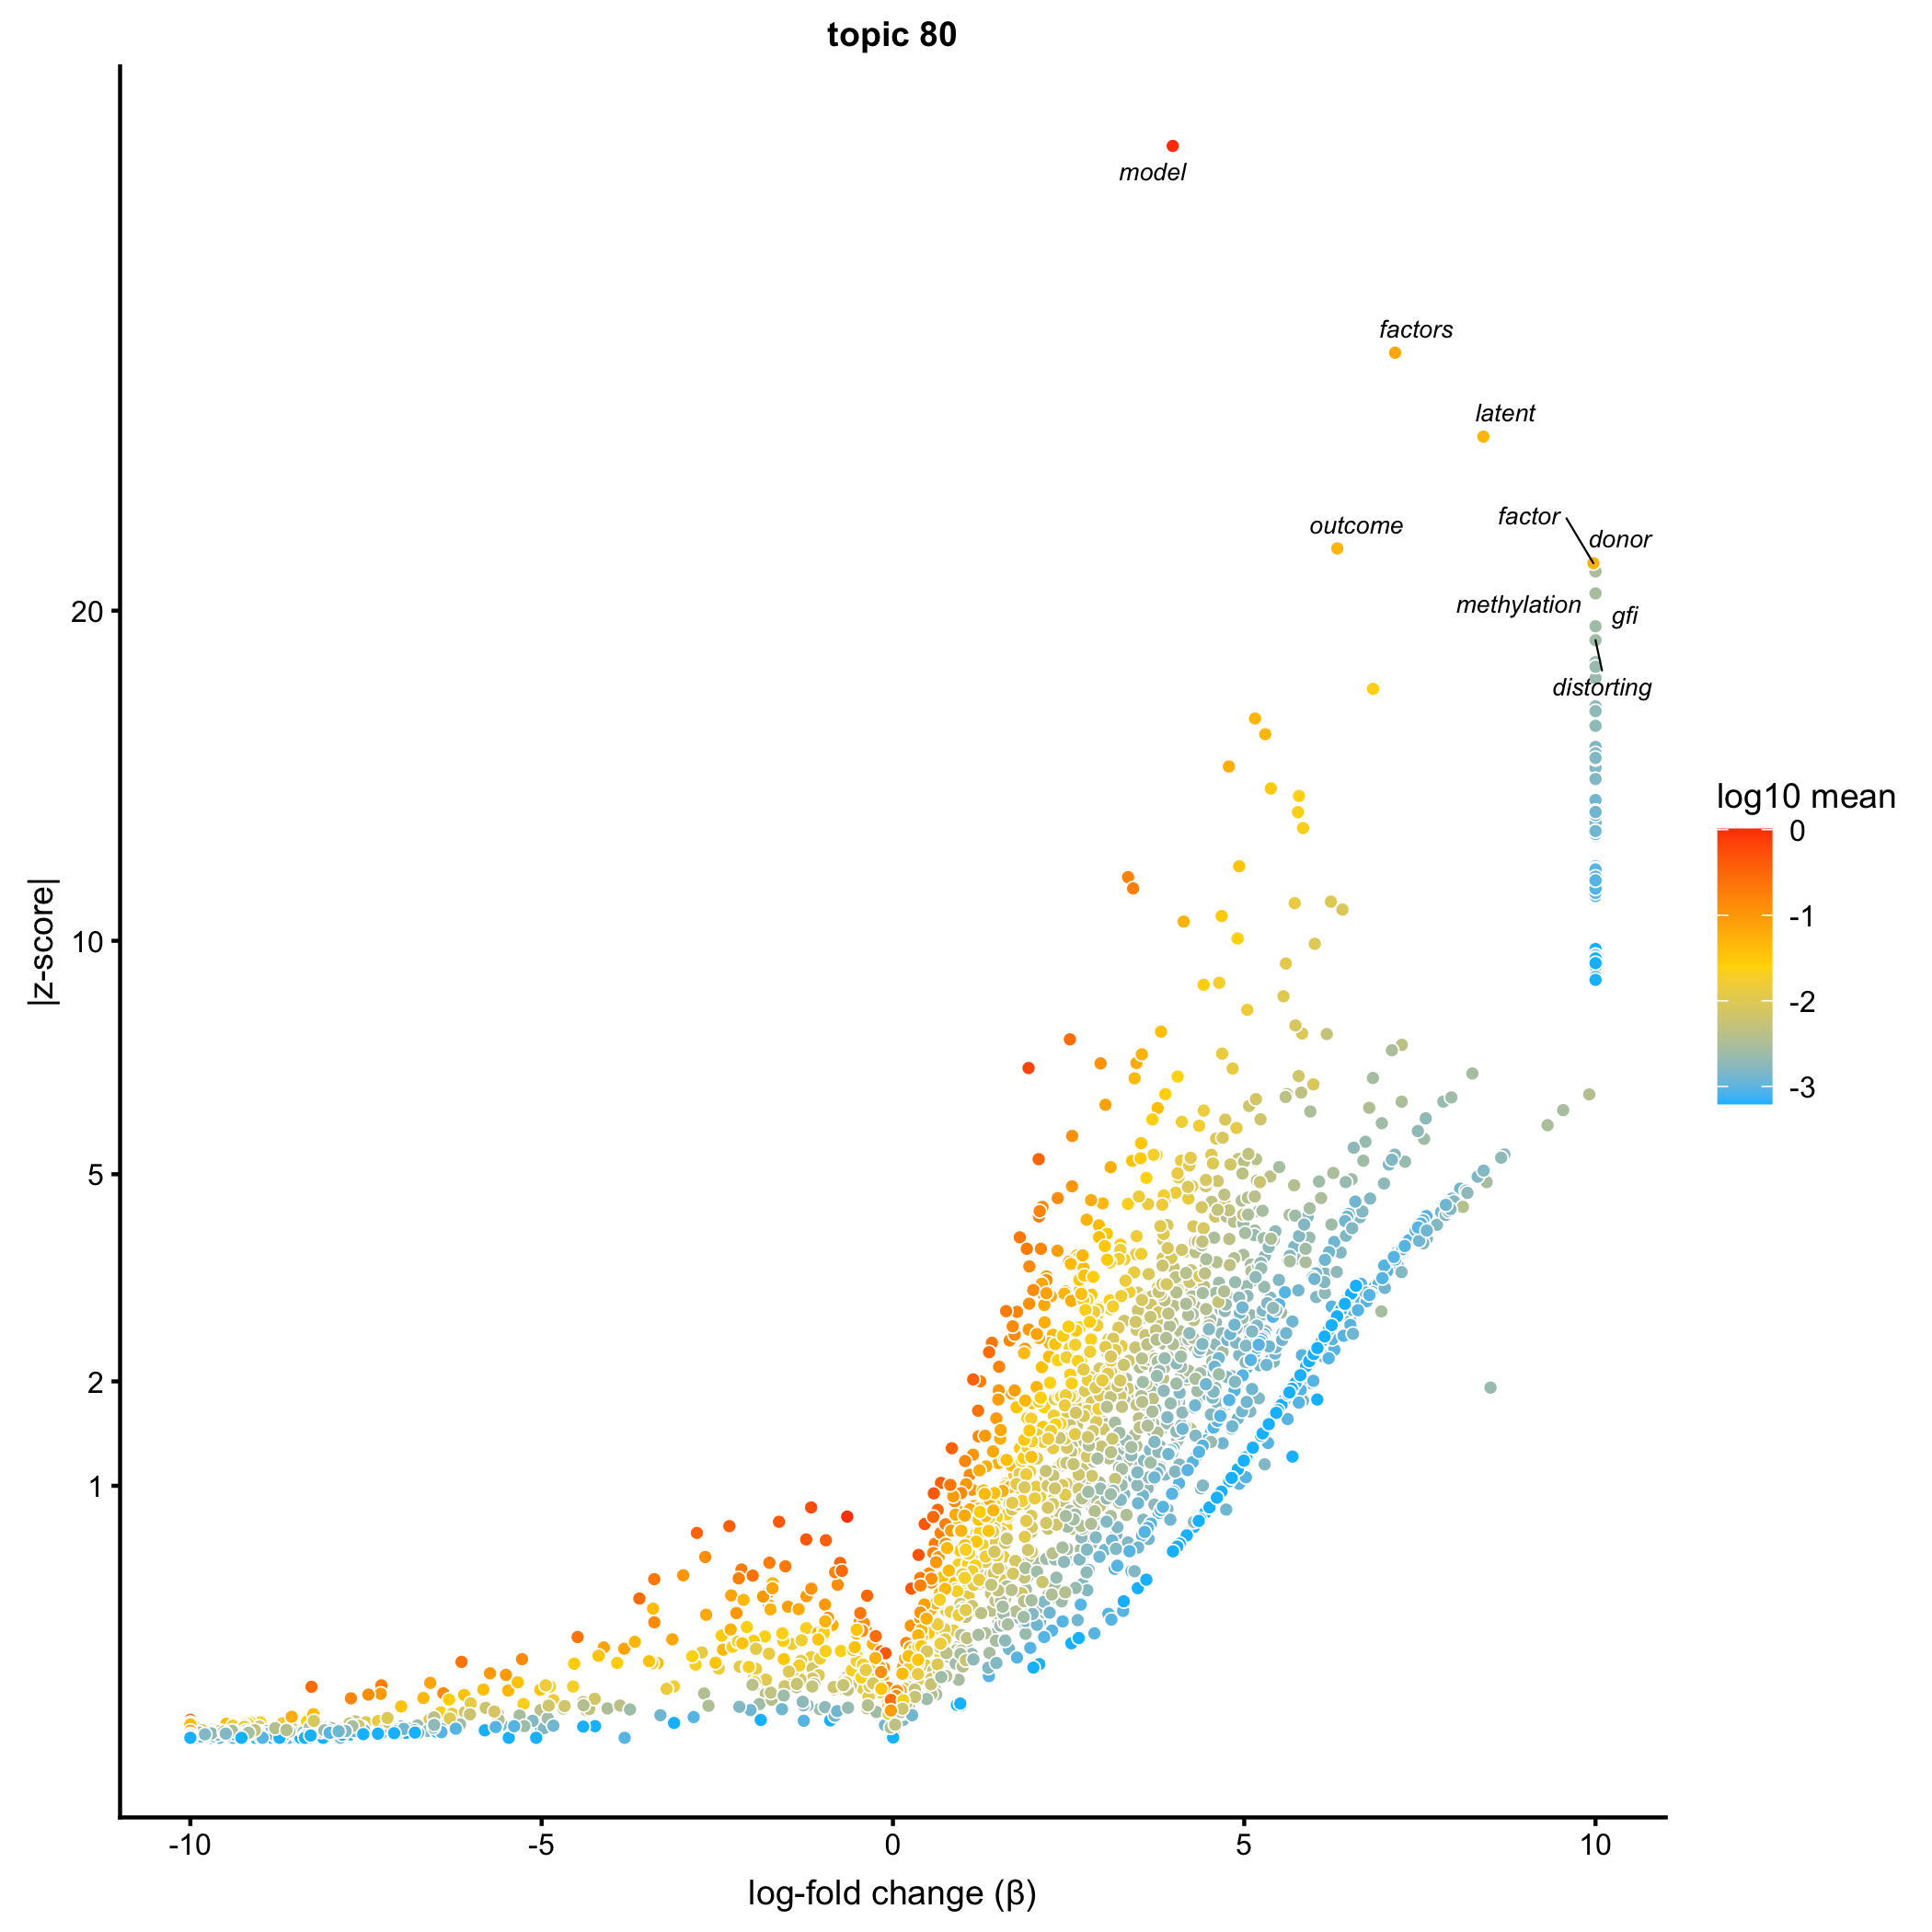 topic 80
model
factors
latent
outcome
factor
donor
methylation
gfi
distorting
|z-score|
20
10
5
2
1
-10
-5
0
5
10
log-fold change (β)
log10 mean
0
-1
-2
-3